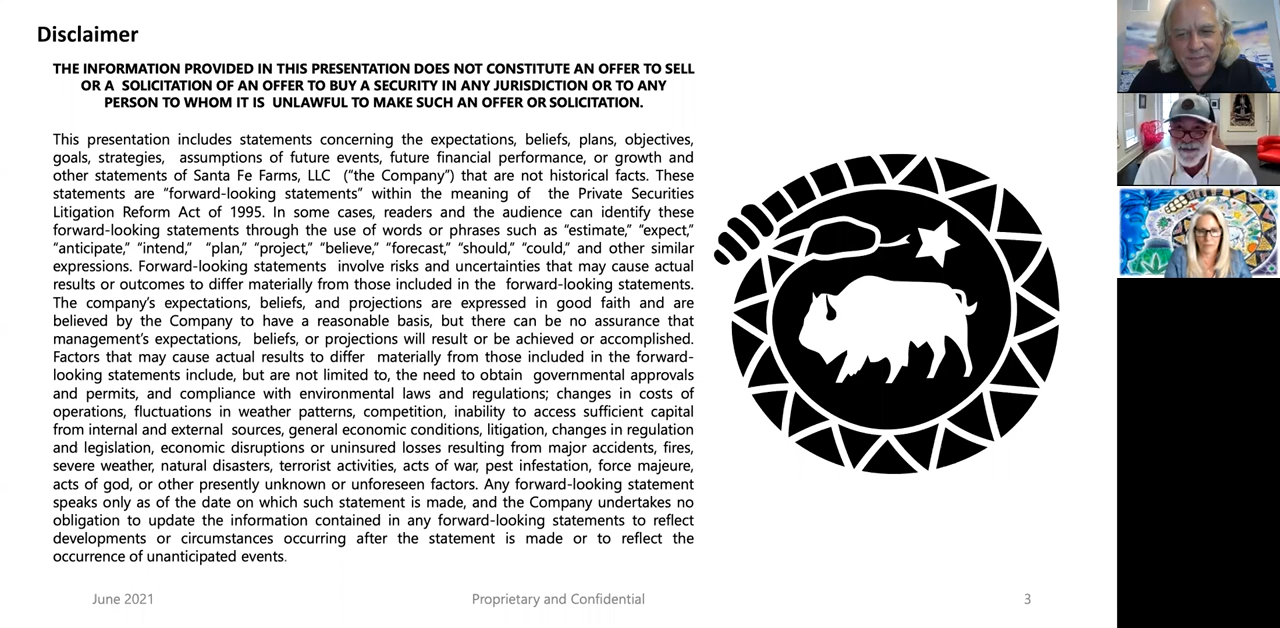 Disclaimer
THE INFORMATION PROVIDED IN THIS PRESENTATION DOES NOT CONSTITUTE AN OFFER TO SELL
OR A SOLICITATION OF AN OFFER TO BUY A SECURITY IN ANY JURISDICTION OR TO ANY
PERSON TO WHOM IT IS UNLAWFUL TO MAKE SUCH AN OFFER OR SOLICITATION.
This presentation includes statements concerning the expectations, beliefs, plans, objectives,
goals, strategies, assumptions of future events, future financial performance, or growth and
other statements of Santa Fe Farms, LLC (“the Company”) that are not historical facts. These
statements are “forward-looking statements” within the meaning of the Private Securities
Litigation Reform Act of 1995. In some cases, readers and the audience can identify these
forward-looking statements through the use of words or phrases such as “estimate,” “expect,”
“anticipate,” “intend,” “plan,” “project,” “believe,” “forecast,” “should,” “could,” and other similar
expressions. Forward-looking statements involve risks and uncertainties that may cause actual
results or outcomes to differ materially from those included in the forward-looking statements.
The company’s expectations, beliefs, and projections are expressed in good faith and are
believed by the Company to have a reasonable basis, but there can be no assurance that
management’s expectations, beliefs, or projections will result or be achieved or accomplished.
Factors that may cause actual results to differ materially from those included in the forward-
looking statements include, but are not limited to, the need to obtain governmental approvals
and permits, and compliance with environmental laws and regulations; changes in costs of
operations, fluctuations in weather patterns, competition, inability to access sufficient capital
from internal and external sources, general economic conditions, litigation, changes in regulation
and legislation, economic disruptions or uninsured losses resulting from major accidents, fires,
severe weather, natural disasters, terrorist activities, acts of war, pest infestation, force majeure,
acts of god, or other presently unknown or unforeseen factors. Any forward-looking statement
speaks only as of the date on which such statement is made, and the Company undertakes no
obligation to update the information contained in any forward-looking statements to reflect
developments or circumstances occurring after the statement is made or to reflect the
occurrence of unanticipated events.
June 2021
Proprietary and Confidential
3